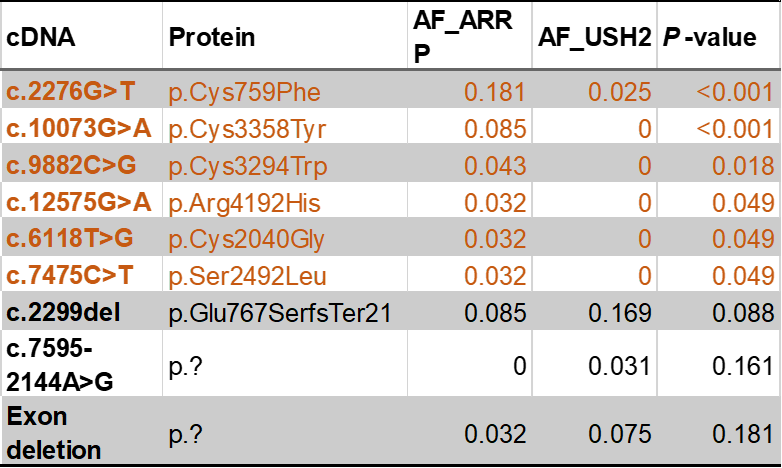 cDNA Protein AF_ARR P AF_USH2 P-value
c.2276G>T p.Cys759Phe 0.181 0.025 <0.001
c.10073G>A p.Cys3358Tyr 0.085 0 <0.001
c.9882C>G p.Cys3294Trp 0.043 0 0.018
c.12575G>A p.Arg4192His 0.032 0 0.049
c.6118T>G p.Cys2040Gly 0.032 0 0.049
c.7475C>T p.Ser2492Leu 0.032 0 0.049
c.2299del p.Glu767SerfsTer21 0.085 0.169 0.088
c.7595-
2144A>G p.? 0 0.031 0.161
Exon
deletion p.? 0.032 0.075 0.181